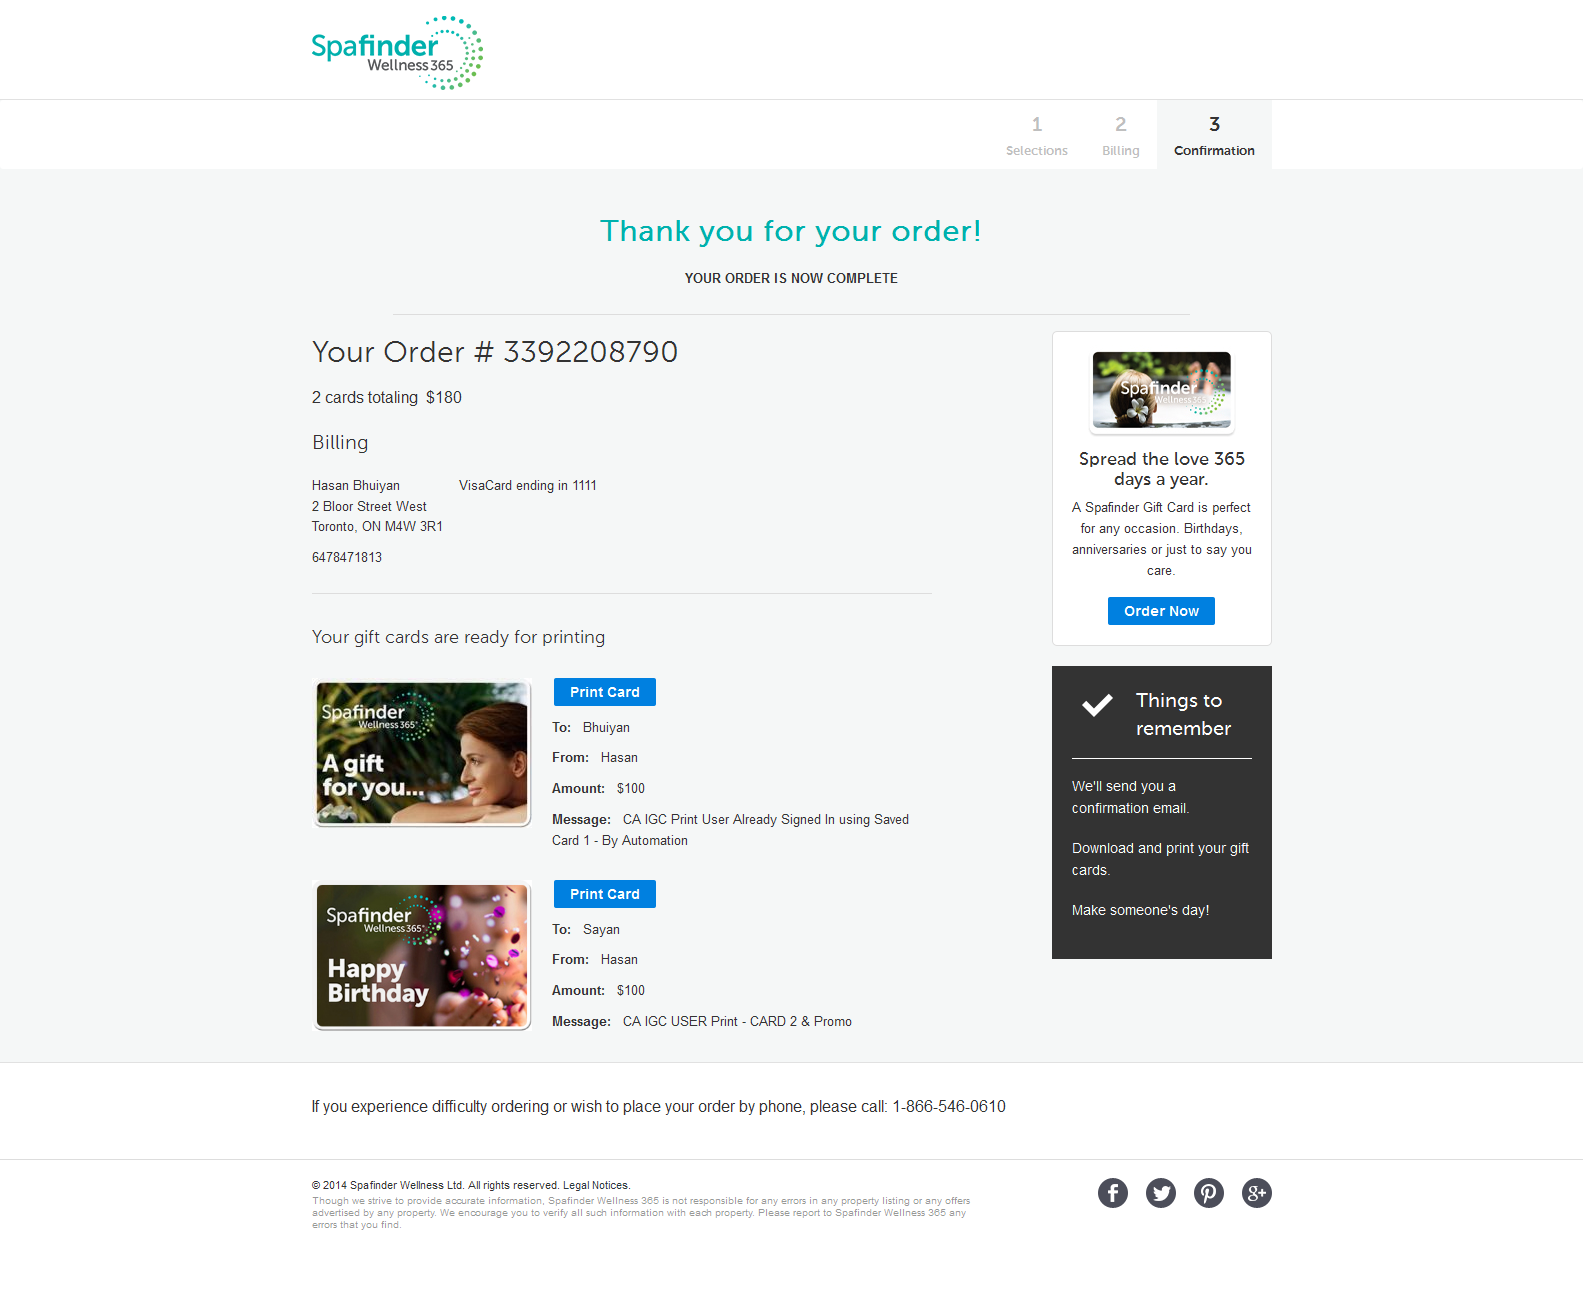 Spafinder
Wellness 365
1
Selections
2
Billing
3
Confirmation
Thank you for your order!
YOUR ORDER IS NOW COMPLETE
Your Order # 3392208790
2 cards totaling $180
Billing
Hasan Bhuiyan
2 Bloor Street West
Toronto, ON M4W 3R1
6478471813
VisaCard ending in 1111
Your gift cards are ready for printing
Spafinder
Wellness 365
A gift
for you...
Print Card
To: Bhuiyan
From: Hasan
Amount: $100
Message: CA IGC Print User Already Signed In using Saved
Card 1 - By Automation
Spafinder
Wellness 365
Happy
Birthday
Print Card
To: Sayan
From: Hasan
Amount: $100
Message: CA IGC USER Print - CARD 2 & Promo
Spafinder
Wellness 365
Spread the love 365
days a year.
A Spafinder Gift Card is perfect
for any occasion. Birthdays,
anniversaries or just to say you
care.
Order Now
Things to
remember
We'll send you a
confirmation email.
Download and print your gift
cards.
Make someone's day!
If you experience difficulty ordering or wish to place your order by phone, please call: 1-866-546-0610
© 2014 Spafinder Wellness Ltd. All rights reserved. Legal Notices.
Though we strive to provide accurate information, Spafinder Wellness 365 is not responsible for any errors in any property listing or any offers
advertised by any property. We encourage you to verify all such information with each property. Please report to Spafinder Wellness 365 any
errors that you find.